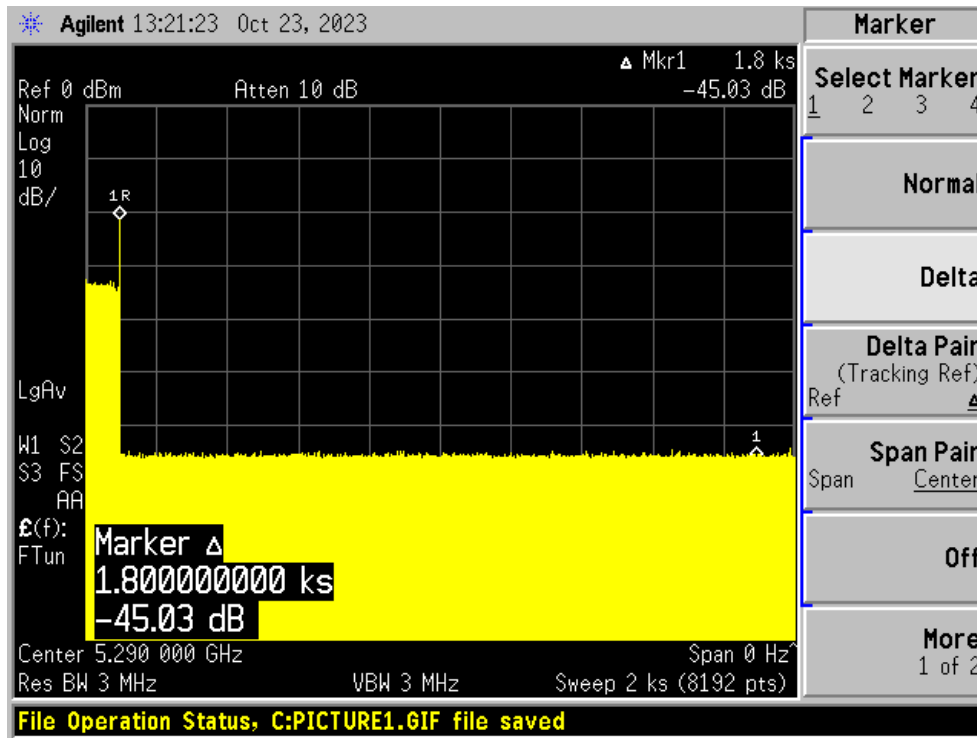 Agilent 13:21:23 Oct 23, 2023
Marker
Δ Mkr1 1.8 ks
Ref 0 dBm Atten 10 dB -45.03 dB
Norm
Log
10
dB/
1R
LgAv
1
W1 S2
S3 FS
AA
£(f):
FTun
Marker Δ
1.800000000 ks
-45.03 dB
Center 5.290 000 GHz Span 0 Hz^
Res BW 3 MHz VBW 3 MHz Sweep 2 ks (8192 pts)
File Operation Status, C:PICTURE1.GIF file saved
Select Marker
1 2 3 4
Normal
Delta
Delta Pair
(Tracking Ref)
Ref Δ
Span Pair
Span Center
Off
More
1 of 2